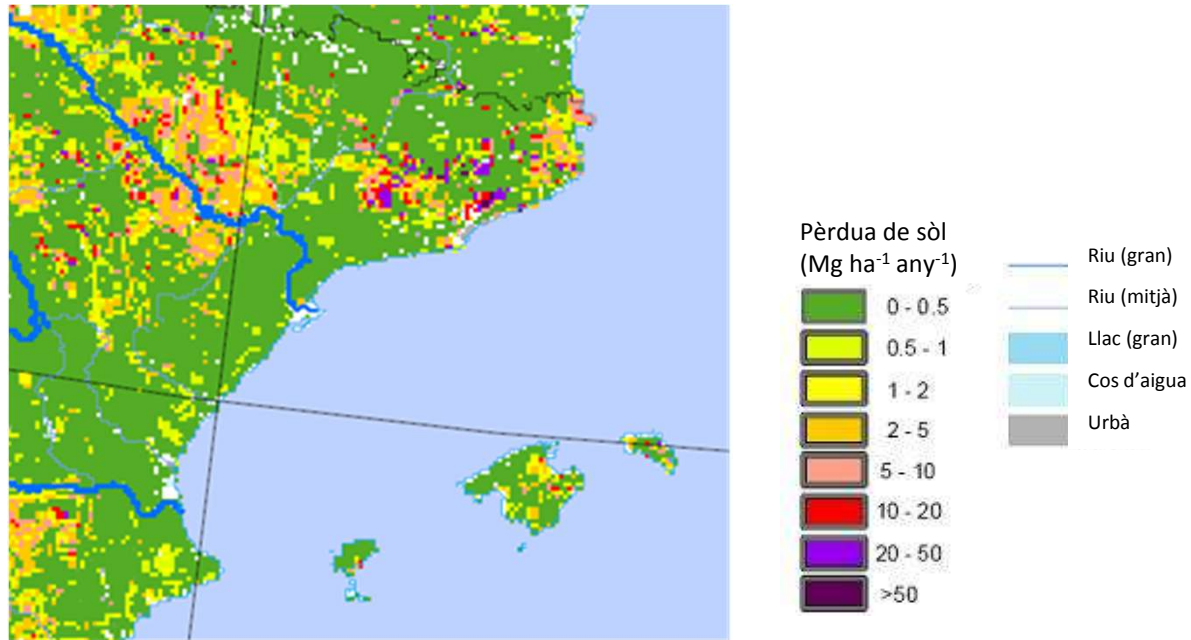 Pèrdua de sòl
(Mg ha⁻¹ any⁻¹)
0 - 0.5
0.5 - 1
1 - 2
2 - 5
5 - 10
10 - 20
20 - 50
>50
Riu (gran)
Riu (mitjà)
Llac (gran)
Cos d'aigua
Urbà